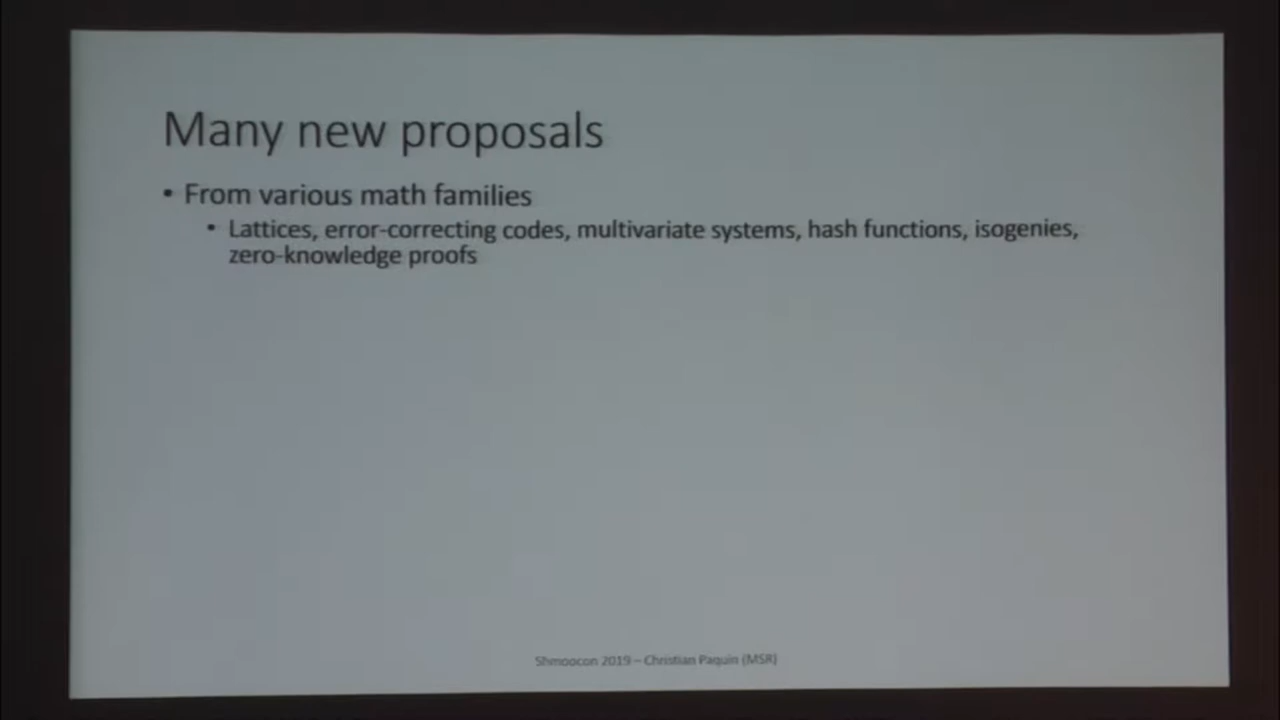 Many new proposals
• From various math families
• Lattices, error-correcting codes, multivariate systems, hash functions, isogenies,
zero-knowledge proofs
Shmoocon 2019 – Christian Paquin (MSR)